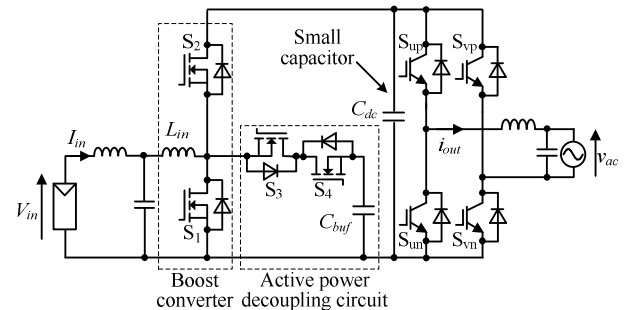 S2
Small
capacitor
Sup
Svp
Cdc
Iin
Lin
iout
vac
S3
S4
Vin
S1
Cbuf
Sun
Svn
Boost
converter
Active power
decoupling circuit